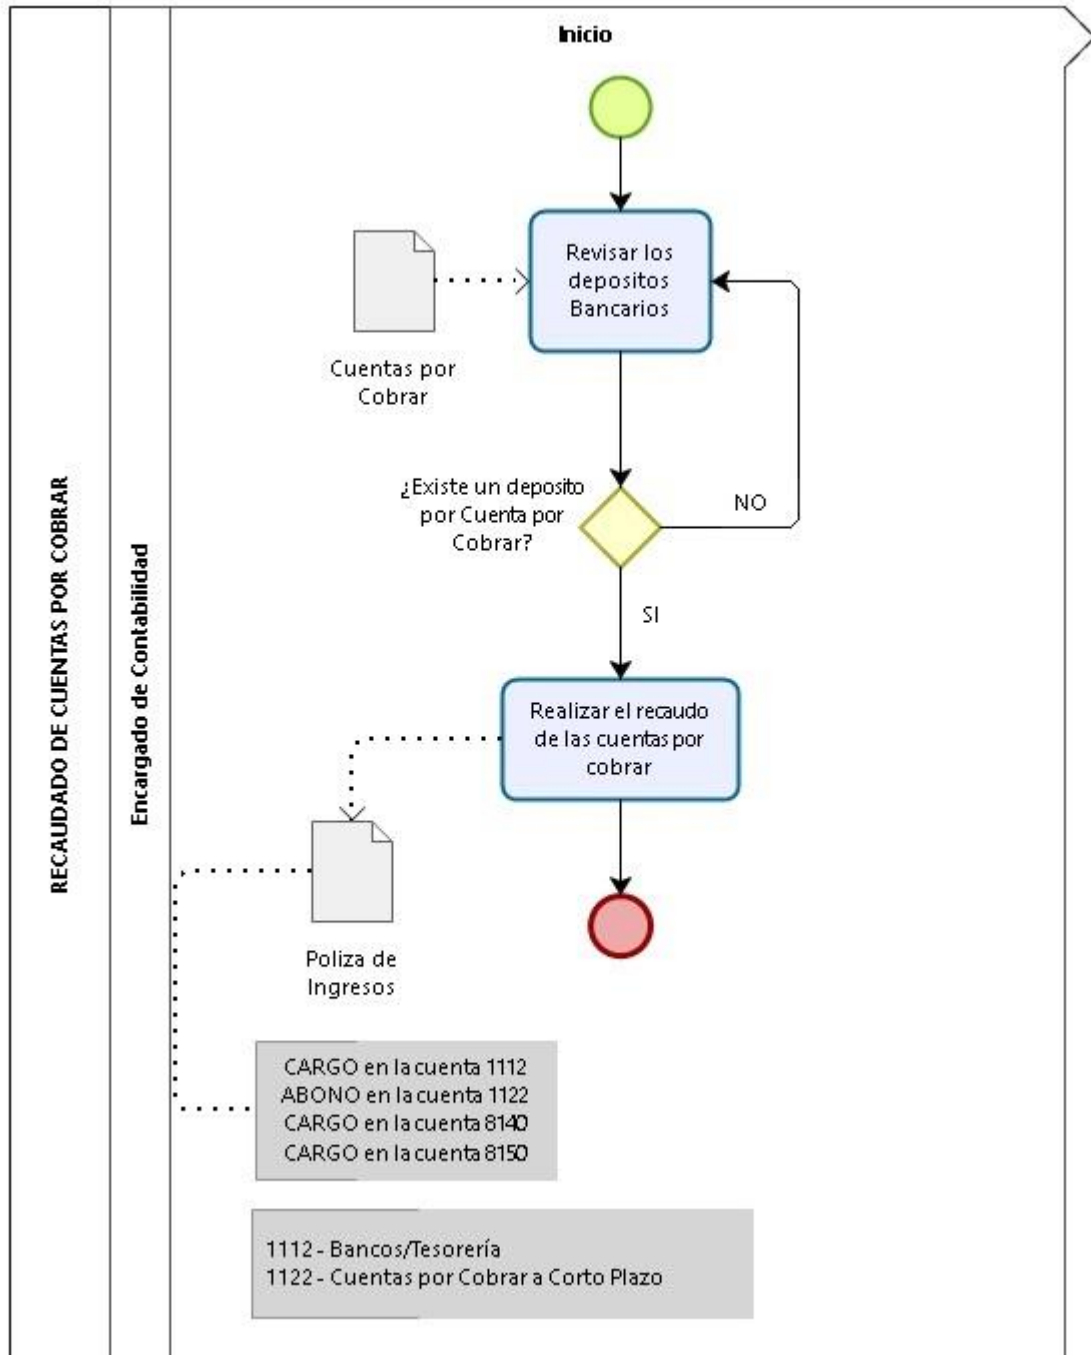 RECAUDADO DE CUENTAS POR COBRAR
Encargado de Contabilidad
Inicio
Revisar los
depositos
Bancarios
Cuentas por
Cobrar
¿Existe un deposito
por Cuenta por
Cobrar?
NO
SI
Realizar el recaudo
de las cuentas por
cobrar
Poliza de
Ingresos
CARGO en la cuenta 1112
ABONO en la cuenta 1122
CARGO en la cuenta 8140
CARGO en la cuenta 8150
1112 - Bancos/Tesorería
1122 - Cuentas por Cobrar a Corto Plazo